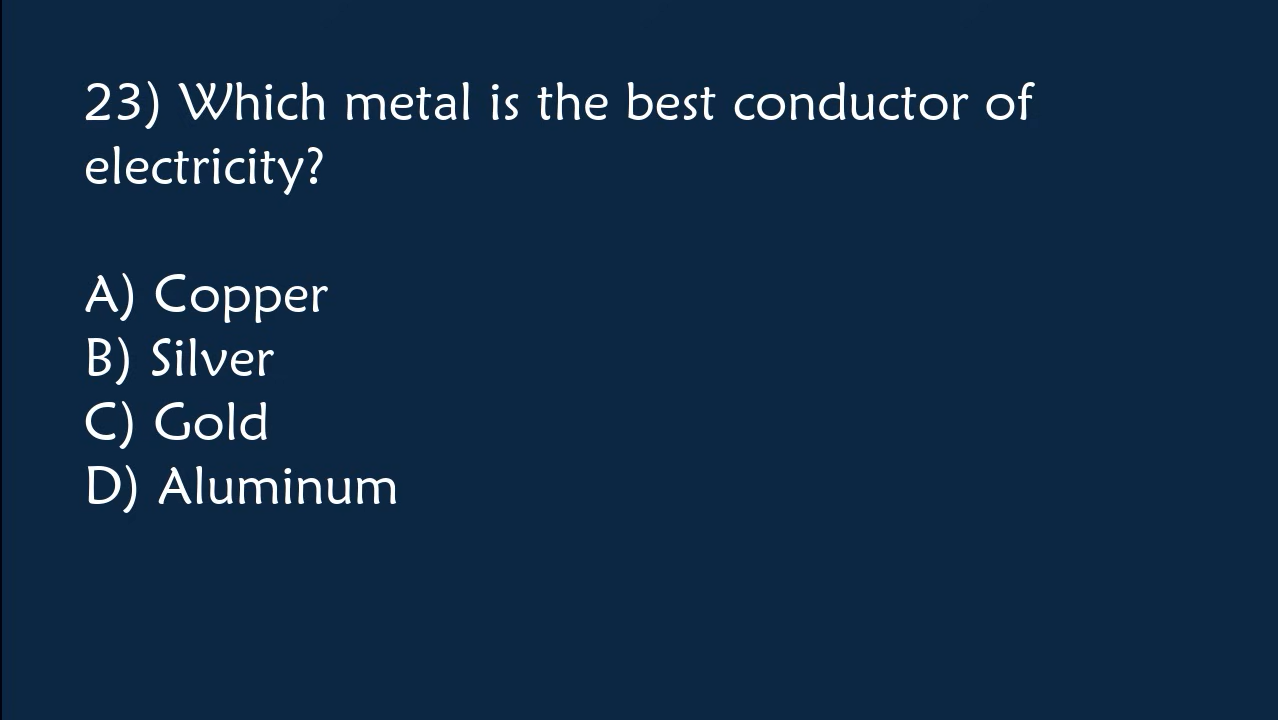 23) Which metal is the best conductor of
electricity?
A) Copper
B) Silver
C) Gold
D) Aluminum